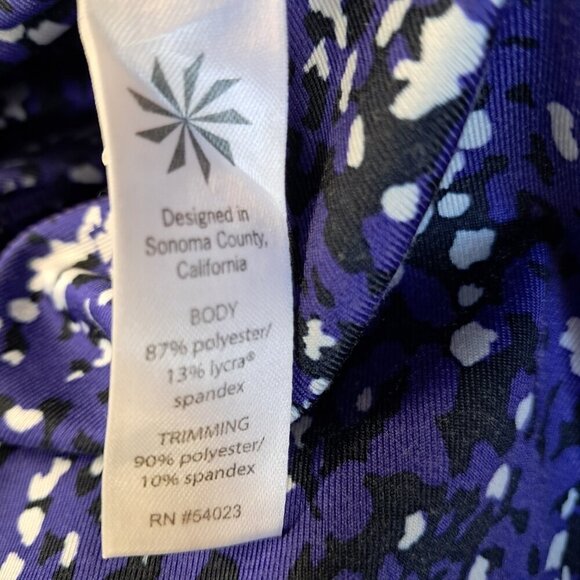 Designed in
Sonoma County,
California
BODY
87% polyester/
13% lycra®
spandex
TRIMMING
90% polyester/
10% spandex
RN #54023